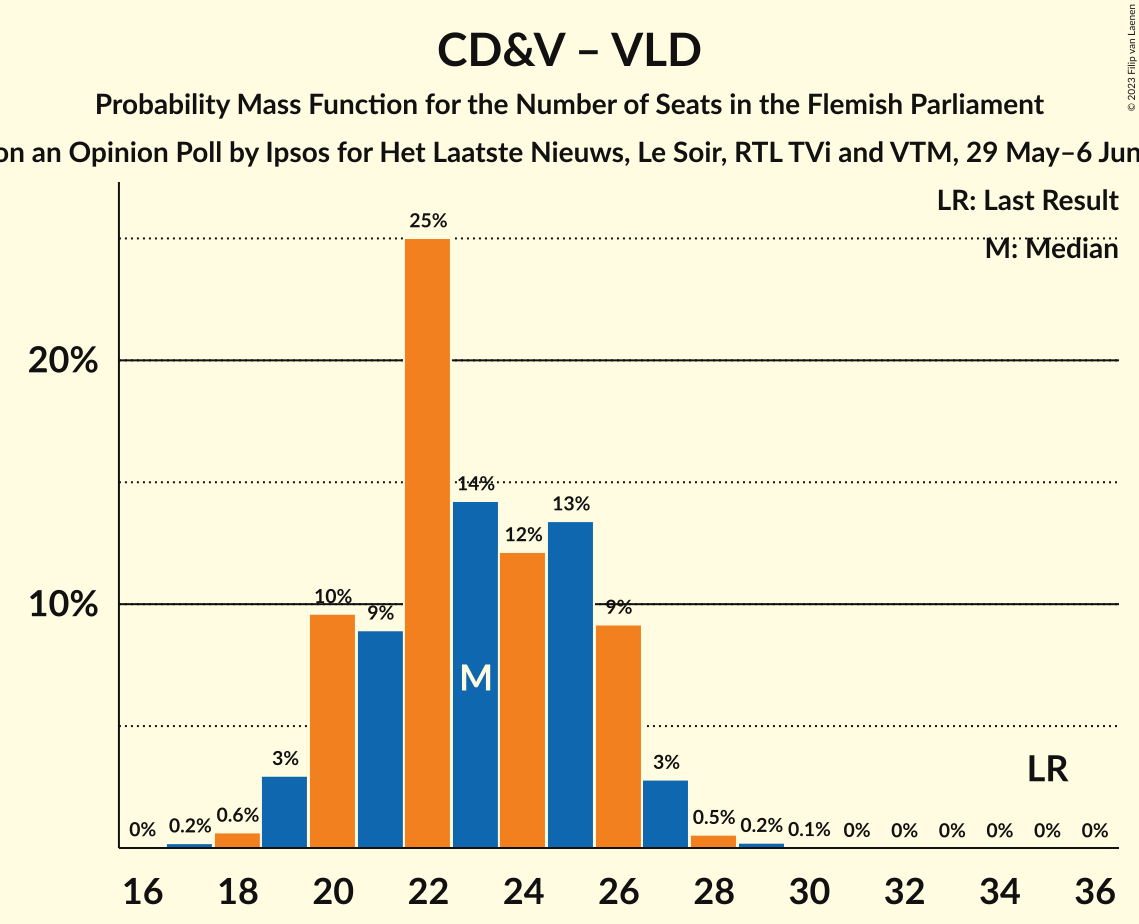 CD&V – VLD
Probability Mass Function for the Number of Seats in the Flemish Parliament
on an Opinion Poll by Ipsos for Het Laatste Nieuws, Le Soir, RTL TVi and VTM, 29 May–6 Jun
© 2023 Filip van Laenen
LR: Last Result
M: Median
25%
20%
14%
13%
12%
10%
10%
9%
9%
M
3%
3%
LR
0%
0.2%
0.6%
0.5%
0.2%
0.1%
0%
0%
0%
0%
0%
0%
16 18 20 22 24 26 28 30 32 34 36